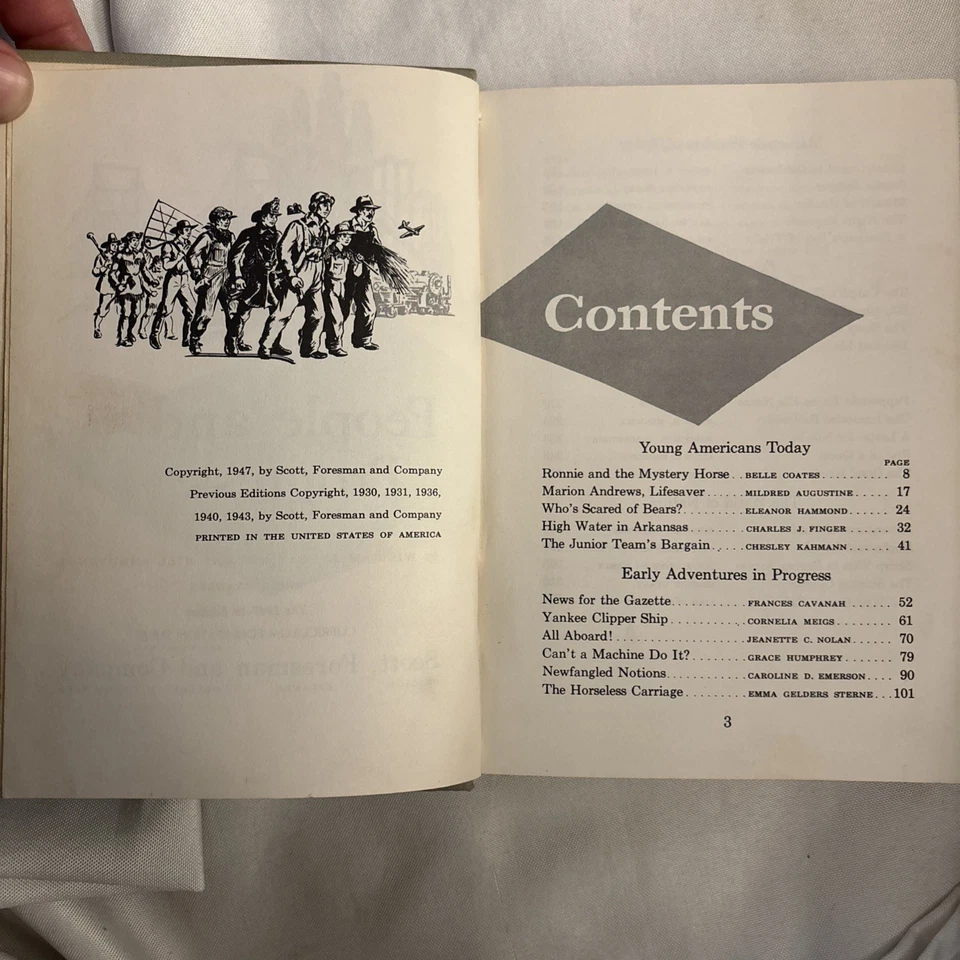 Copyright, 1947, by Scott, Foresman and Company
Previous Editions Copyright, 1930, 1931, 1936,
1940, 1943, by Scott, Foresman and Company
PRINTED IN THE UNITED STATES OF AMERICA
Contents
Young Americans Today
PAGE
Ronnie and the Mystery Horse . . BELLE COATES . . . . . . . . . . 8
Marion Andrews, Lifesaver . . . . . . MILDRED AUGUSTINE . . . . . 17
Who's Scared of Bears? . . . . . . . . . ELEANOR HAMMOND . . . . . . 24
High Water in Arkansas . . . . . . . . CHARLES J. FINGER . . . . . . 32
The Junior Team's Bargain . . . . . CHESLEY KAHMANN . . . . . . 41
Early Adventures in Progress
News for the Gazette . . . . . . . . . . . FRANCES CAVANAH . . . . . . 52
Yankee Clipper Ship . . . . . . . . . . . CORNELIA MEIGS . . . . . . . . 61
All Aboard! . . . . . . . . . . . . . . . . . . . JEANETTE C. NOLAN . . . . . 70
Can't a Machine Do It? . . . . . . . . GRACE HUMPHREY . . . . . . . 79
Newfangled Notions . . . . . . . . . . . CAROLINE D. EMERSON . . . . 90
The Horseless Carriage . . . . . . . . . EMMA GELDERS STERNE . . . 101
3